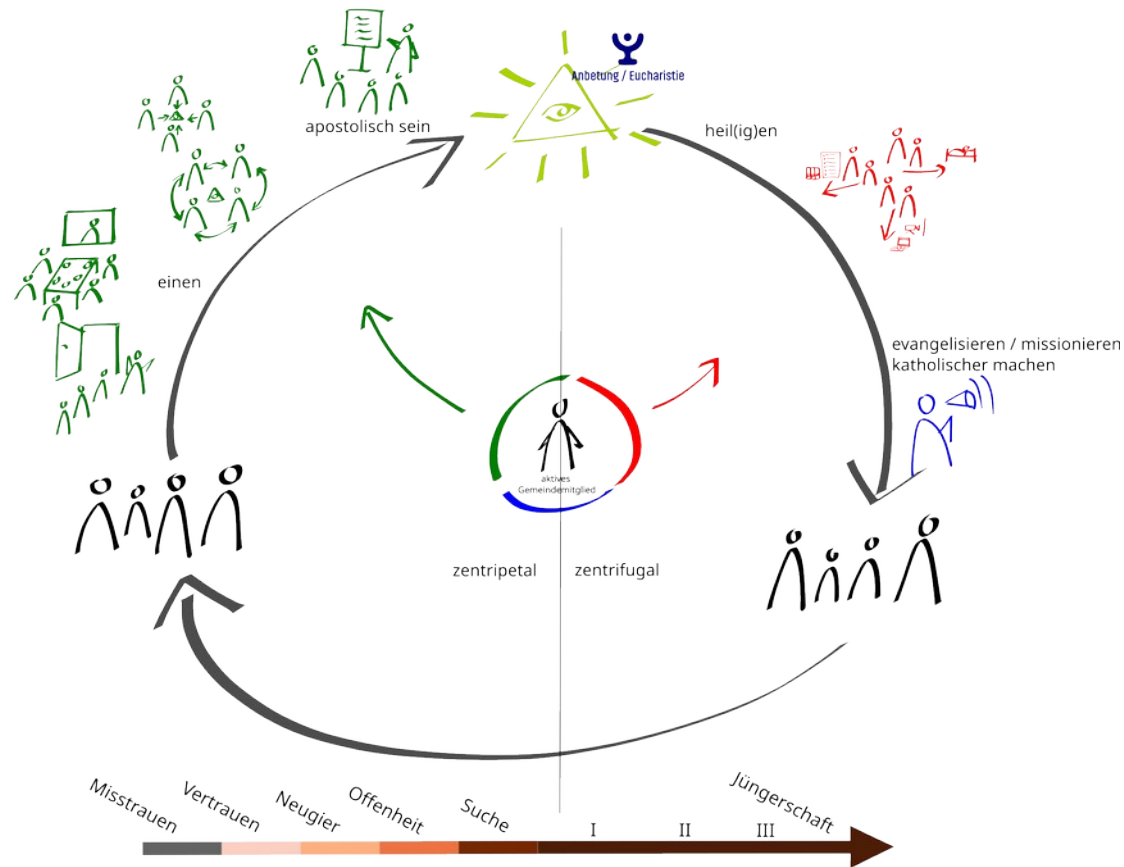 Anbetung / Eucharistie
apostolisch sein
heil(ig)en
einen
evangelisieren / missionieren
katholischer machen
aktives
Gemeindemitglied
zentripetal
zentrifugal
Misstrauen
Vertrauen
Neugier
Offenheit
Suche
Jüngerschaft
I
II
III